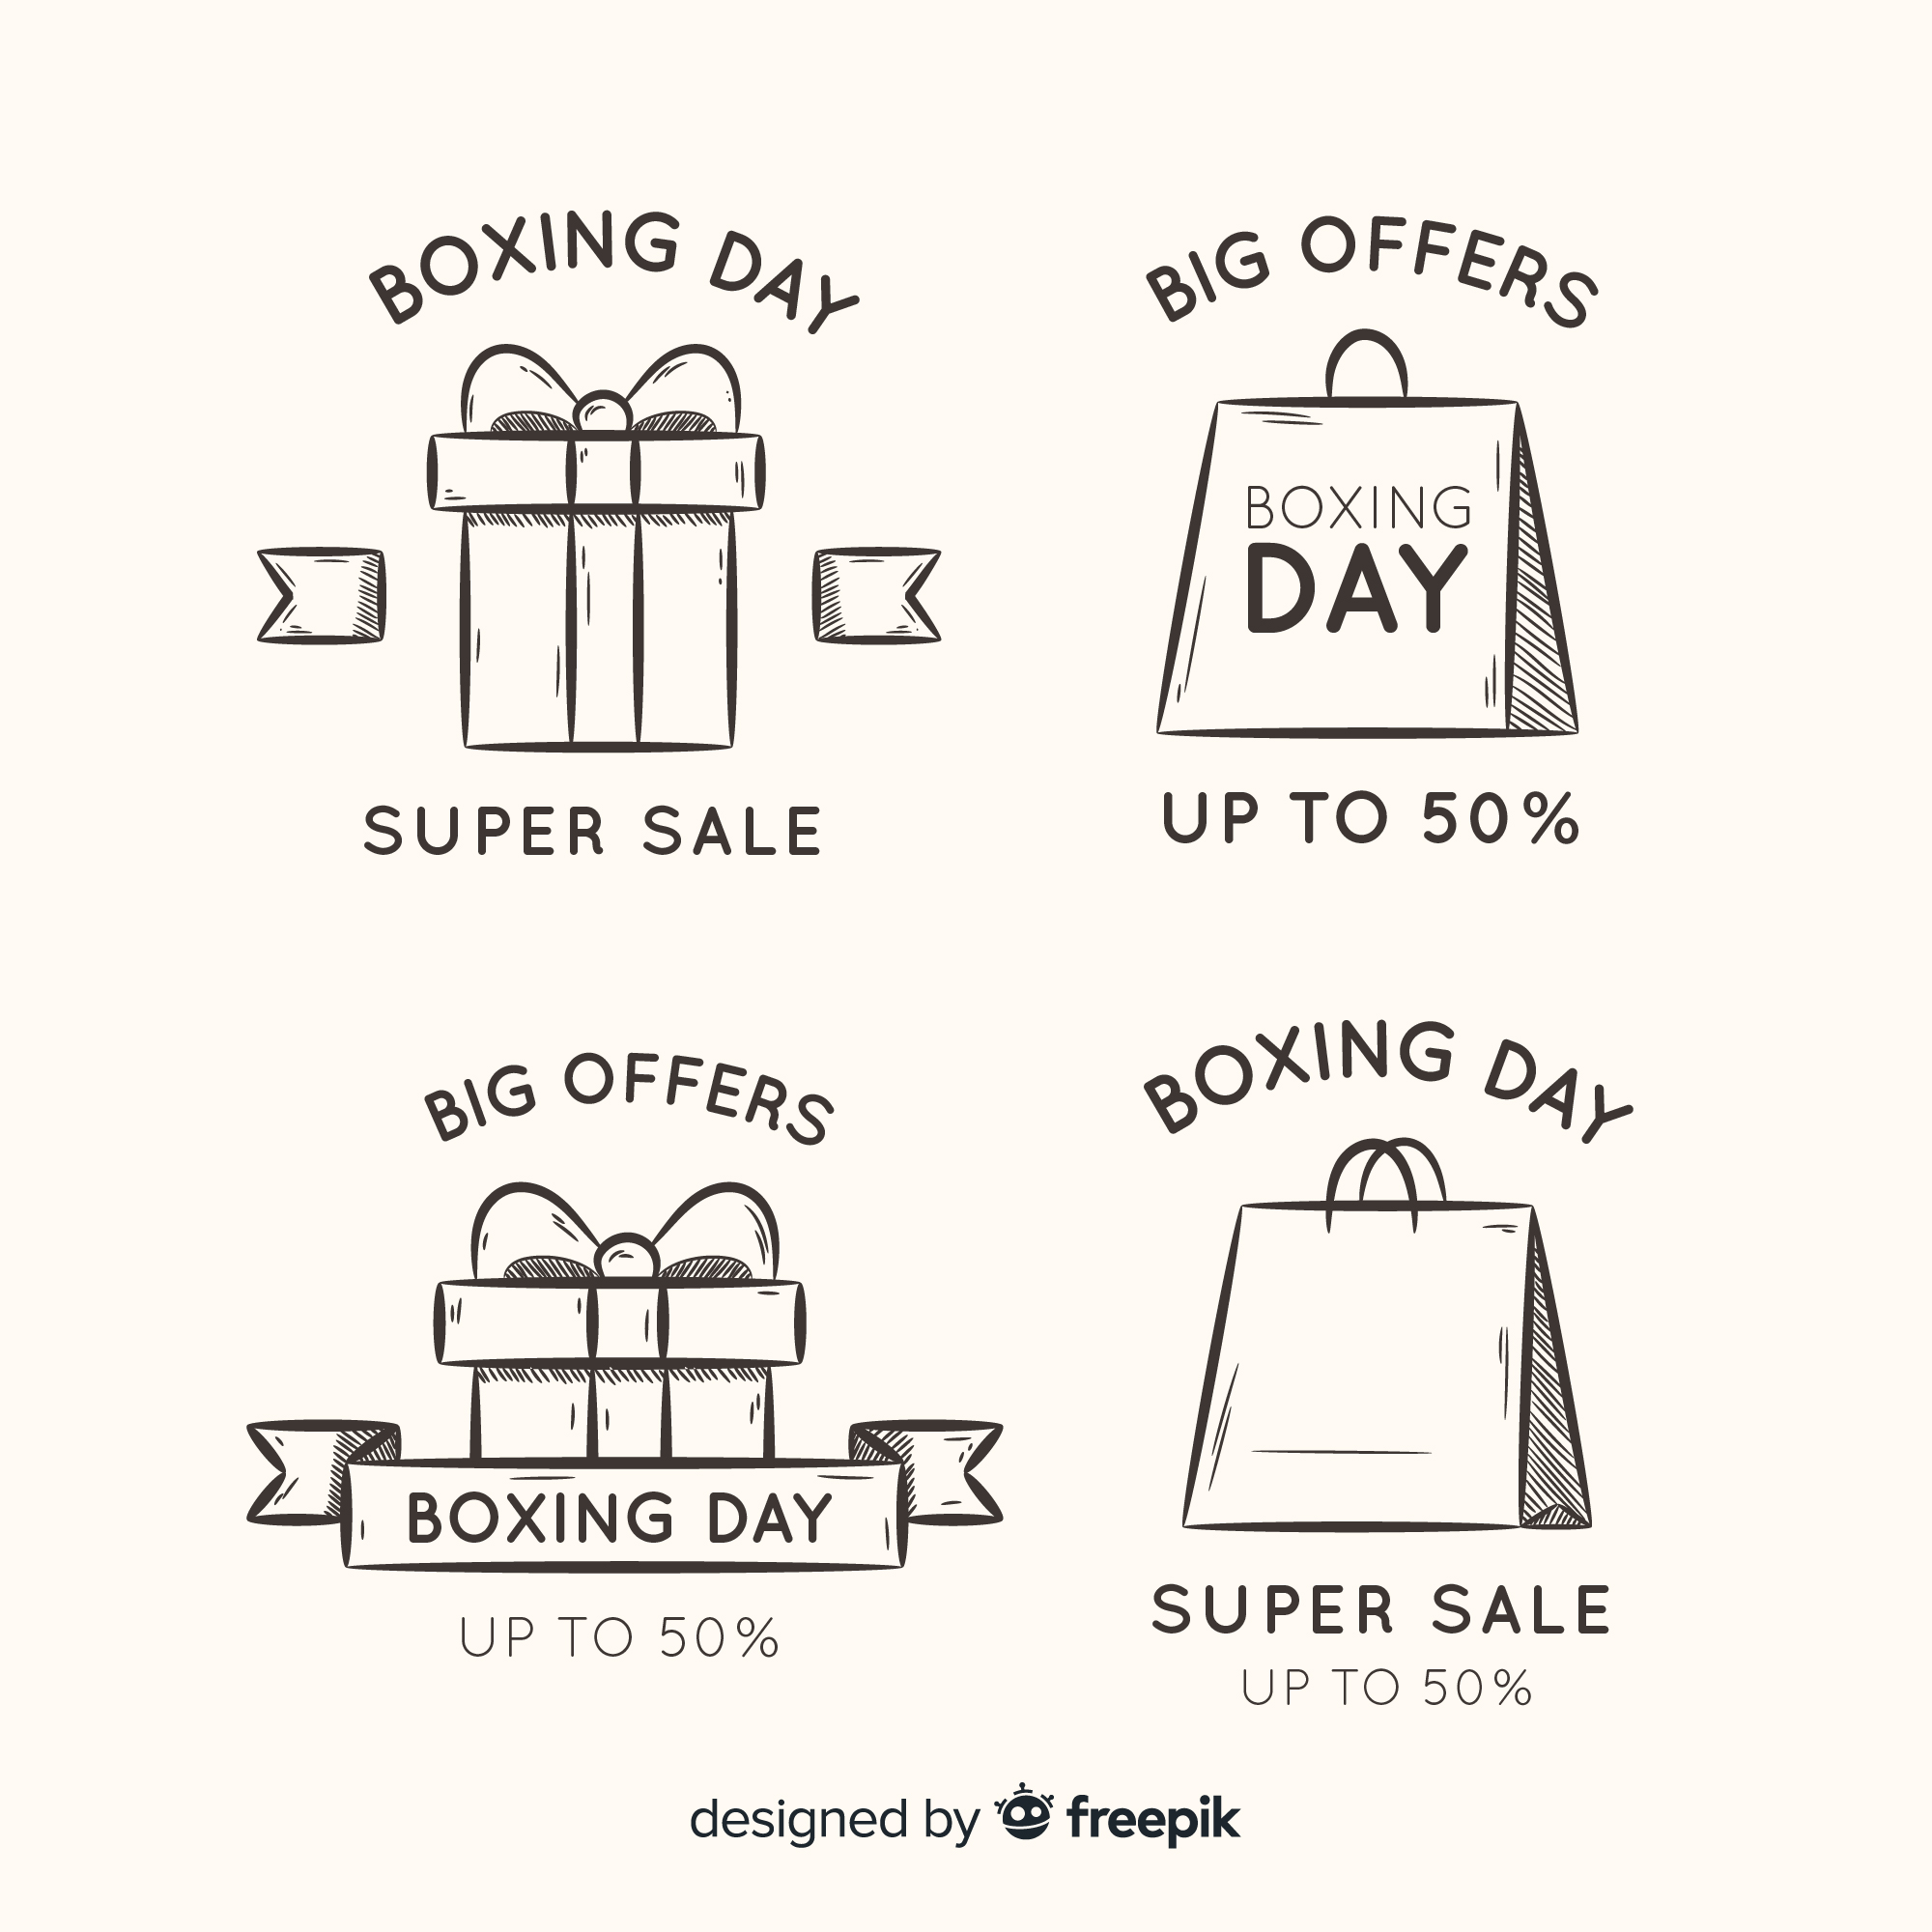 BOXING DAY
SUPER SALE
BIG OFFERS
BOXING
DAY
UP TO 50%
BIG OFFERS
BOXING DAY
UP TO 50%
BOXING DAY
SUPER SALE
UP TO 50%
designed by freepik